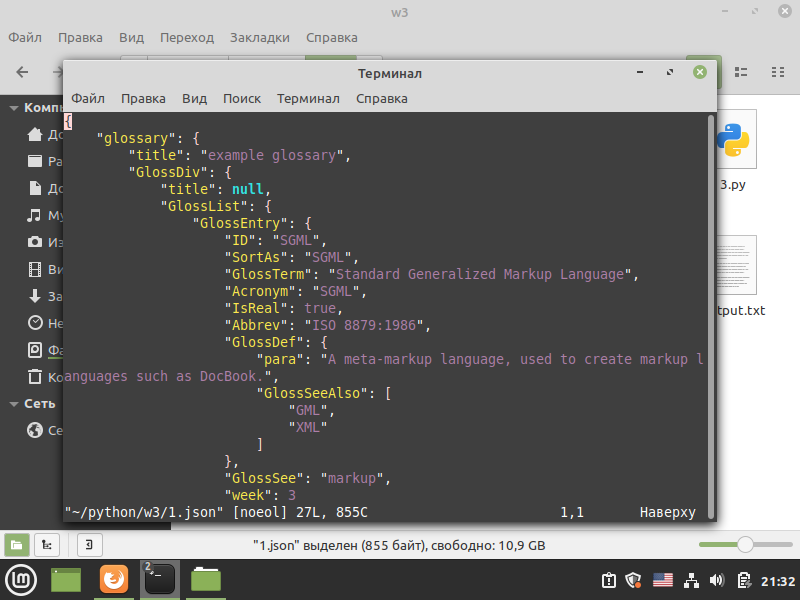 w3
Файл Правка Вид Переход Закладки Справка
Терминал
Файл Правка Вид Поиск Терминал Справка
{
"glossary": {
"title": "example glossary",
"GlossDiv": {
"title": null,
"GlossList": {
"GlossEntry": {
"ID": "SGML",
"SortAs": "SGML",
"GlossTerm": "Standard Generalized Markup Language",
"Acronym": "SGML",
"IsReal": true,
"Abbrev": "ISO 8879:1986",
"GlossDef": {
"para": "A meta-markup language, used to create markup l
anguages such as DocBook.",
"GlossSeeAlso": [
"GML",
"XML"
]
},
"GlossSee": "markup",
"week": 3
"~/python/w3/1.json" [noeol] 27L, 855C 1,1 Наверху
Комп
До
Ра
До
Му
Из
Ви
За
Не
Фа
Ко
Сеть
Се
3.py
tput.txt
"1.json" выделен (855 байт), свободно: 10,9 GB
2
21:32